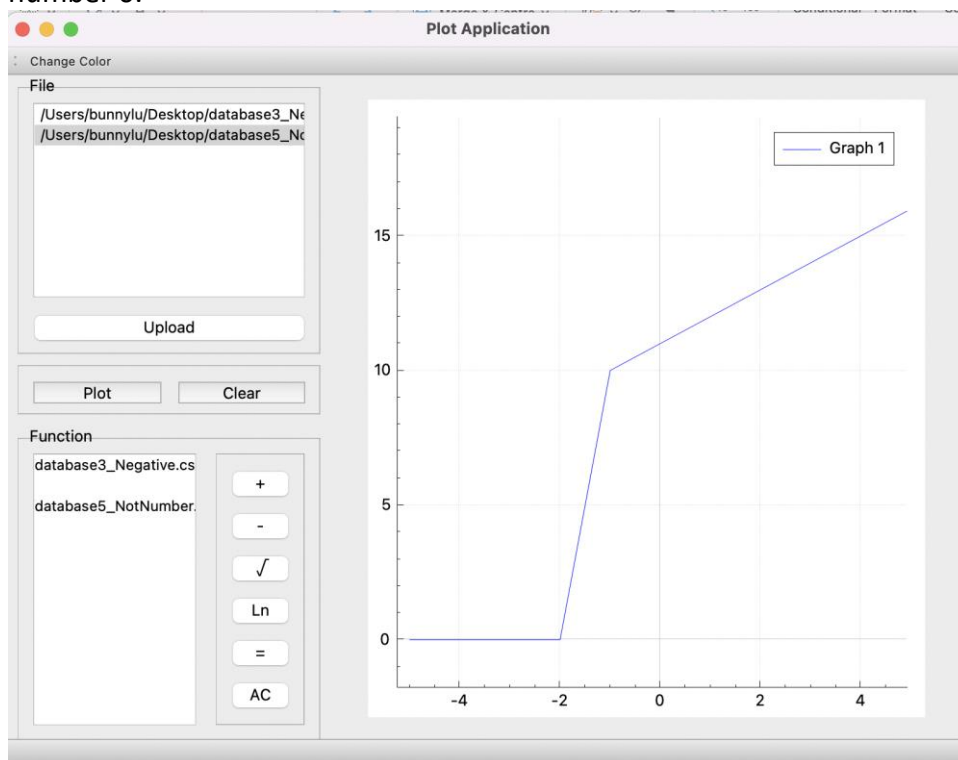 Plot Application
Change Color
File
/Users/bunnylu/Desktop/database3_Ne
/Users/bunnylu/Desktop/database5_No
Upload
Plot
Clear
Function
database3_Negative.cs
database5_NotNumber.
+
-
√
Ln
=
AC
Graph 1
15
10
5
0
-4
-2
0
2
4